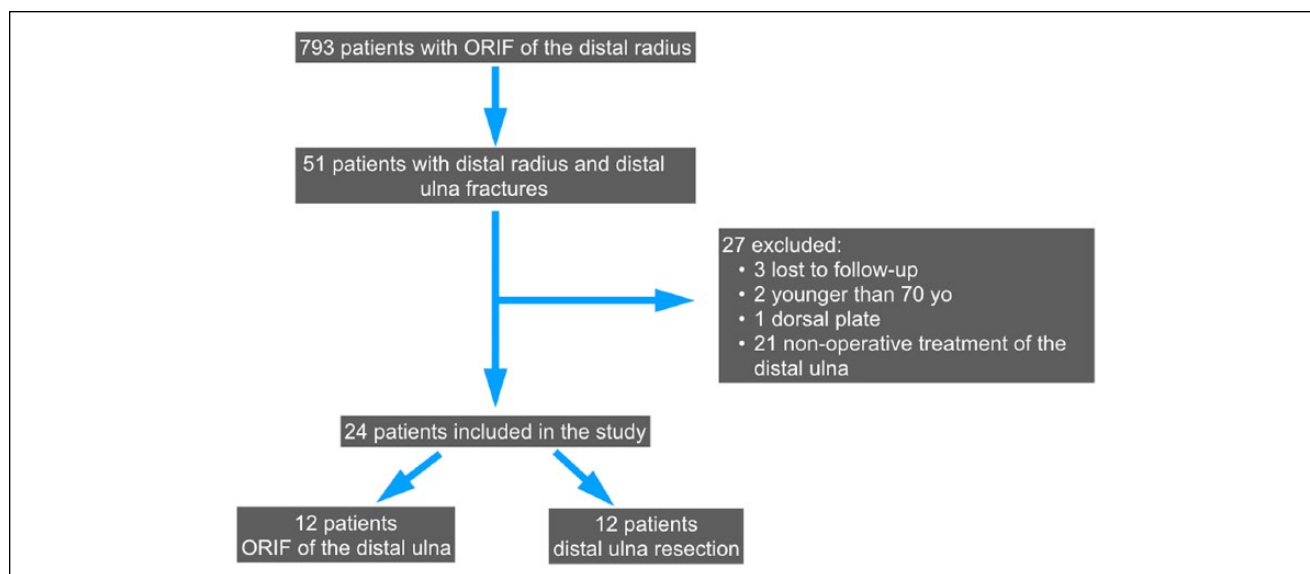 793 patients with ORIF of the distal radius
51 patients with distal radius and distal
ulna fractures
27 excluded:
• 3 lost to follow-up
• 2 younger than 70 yo
• 1 dorsal plate
• 21 non-operative treatment of the
distal ulna
24 patients included in the study
12 patients
ORIF of the distal ulna
12 patients
distal ulna resection